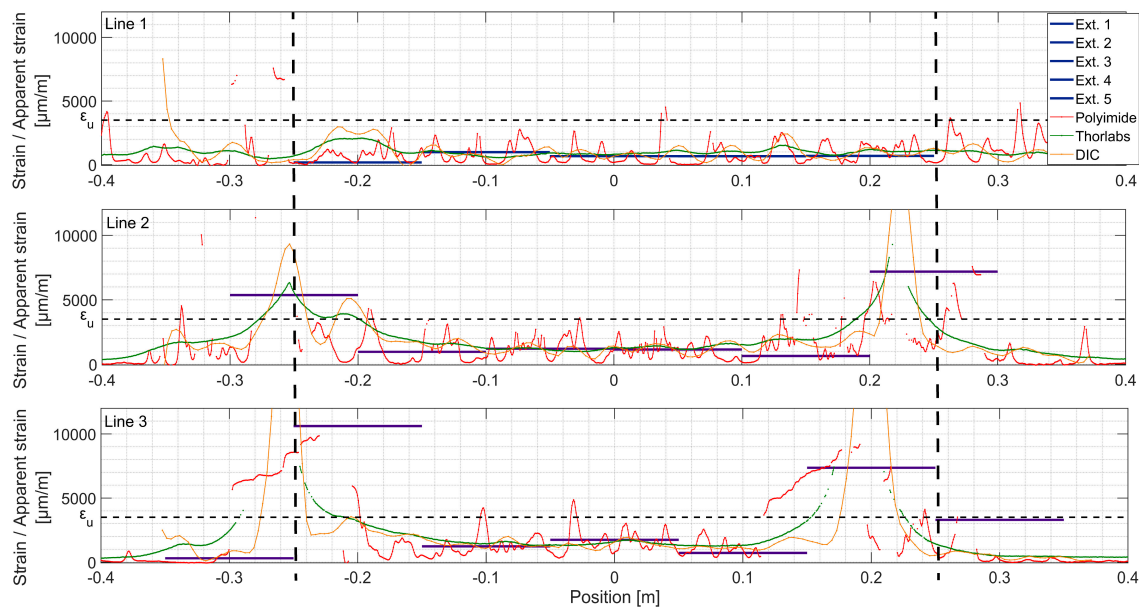 Line 1
Strain / Apparent strain
[µm/m]
10000
5000
εu
0
-0.4 -0.3 -0.2 -0.1 0 0.1 0.2 0.3 0.4
Ext. 1
Ext. 2
Ext. 3
Ext. 4
Ext. 5
Polyimide
Thorlabs
DIC
Line 2
Strain / Apparent strain
[µm/m]
10000
5000
εu
0
-0.4 -0.3 -0.2 -0.1 0 0.1 0.2 0.3 0.4
Line 3
Strain / Apparent strain
[µm/m]
10000
5000
εu
0
-0.4 -0.3 -0.2 -0.1 0 0.1 0.2 0.3 0.4
Position [m]